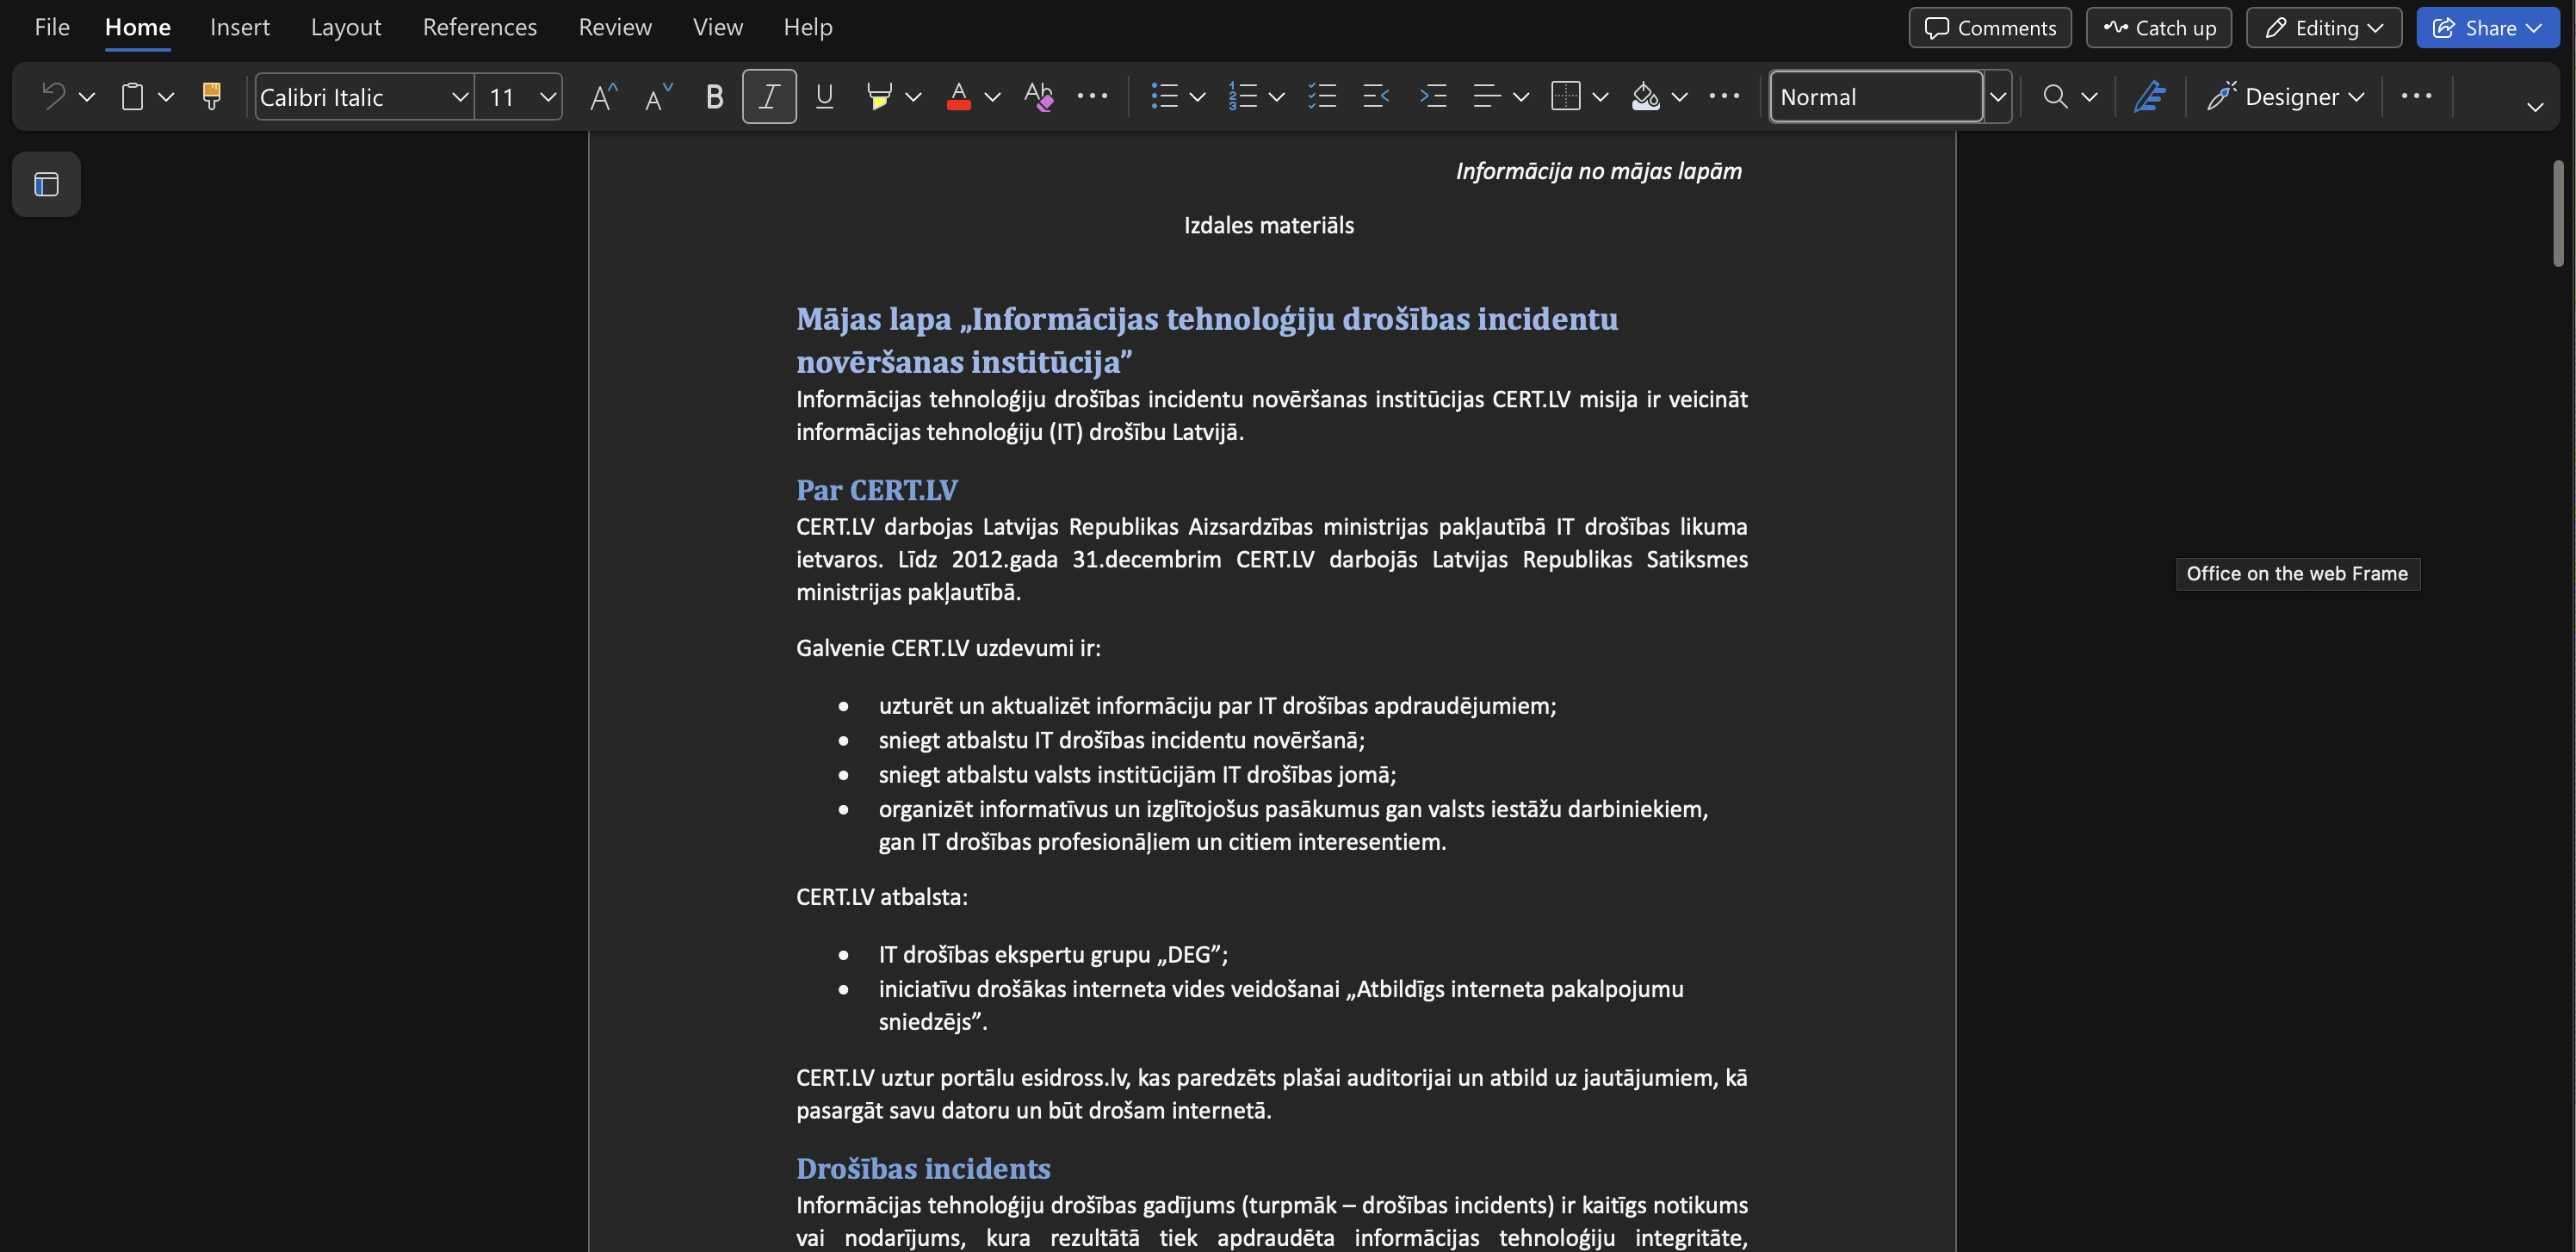 File Home Insert Layout References Review View Help Comments Catch up Editing Share
Calibri Italic 11 A A B I U A Ab Normal Designer
Informācija no mājas lapām
Izdales materiāls
Mājas lapa „Informācijas tehnoloģiju drošības incidentu
novēršanas institūcija”
Informācijas tehnoloģiju drošības incidentu novēršanas institūcijas CERT.LV misija ir veicināt
informācijas tehnoloģiju (IT) drošību Latvijā.
Par CERT.LV
CERT.LV darbojas Latvijas Republikas Aizsardzības ministrijas pakļautībā IT drošības likuma
ietvaros. Līdz 2012.gada 31.decembrim CERT.LV darbojās Latvijas Republikas Satiksmes
ministrijas pakļautībā.
Office on the web Frame
Galvenie CERT.LV uzdevumi ir:
• uzturēt un aktualizēt informāciju par IT drošības apdraudējumiem;
• sniegt atbalstu IT drošības incidentu novēršanā;
• sniegt atbalstu valsts institūcijām IT drošības jomā;
• organizēt informatīvus un izglītojošus pasākumus gan valsts iestāžu darbiniekiem,
gan IT drošības profesionāļiem un citiem interesentiem.
CERT.LV atbalsta:
• IT drošības ekspertu grupu „DEG”;
• iniciatīvu drošākas interneta vides veidošanai „Atbildīgs interneta pakalpojumu
sniedzējs”.
CERT.LV uztur portālu esidross.lv, kas paredzēts plašai auditorijai un atbild uz jautājumiem, kā
pasargāt savu datoru un būt drošam internetā.
Drošības incidents
Informācijas tehnoloģiju drošības gadījums (turpmāk – drošības incidents) ir kaitīgs notikums
vai nodarījums, kura rezultātā tiek apdraudēta informācijas tehnoloģiju integritāte,